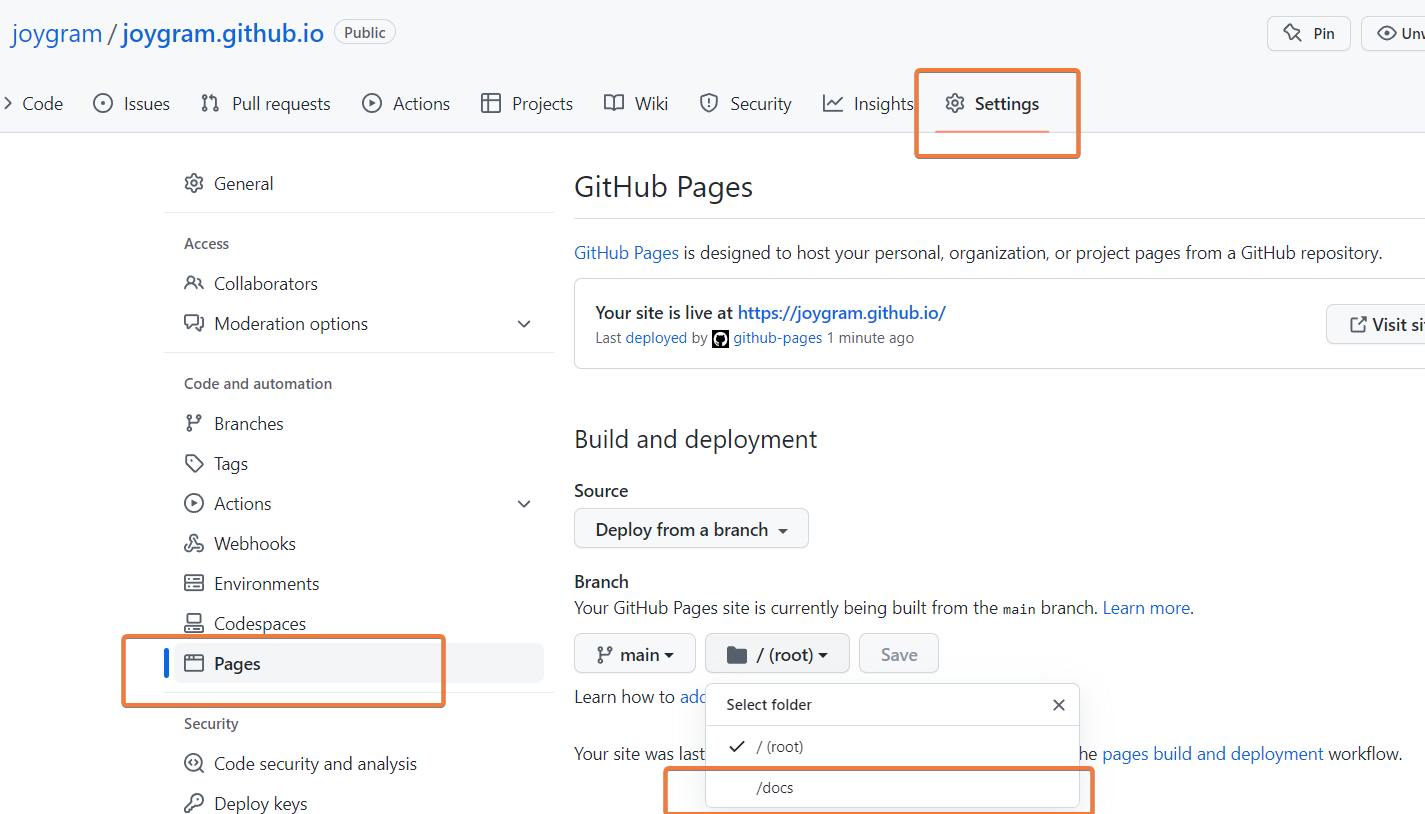 joygram / joygram.github.io Public
Pin
Code Issues Pull requests Actions Projects Wiki Security Insights Settings
General
Access
Collaborators
Moderation options
Code and automation
Branches
Tags
Actions
Webhooks
Environments
Codespaces
Pages
Security
Code security and analysis
Deploy keys
GitHub Pages
GitHub Pages is designed to host your personal, organization, or project pages from a GitHub repository.
Your site is live at https://joygram.github.io/
Visit
Last deployed by github-pages 1 minute ago
Build and deployment
Source
Deploy from a branch
Branch
Your GitHub Pages site is currently being built from the main branch. Learn more.
main / (root) Save
Learn how to
Select folder
/ (root)
Your site was last
pages build and deployment workflow.
/docs